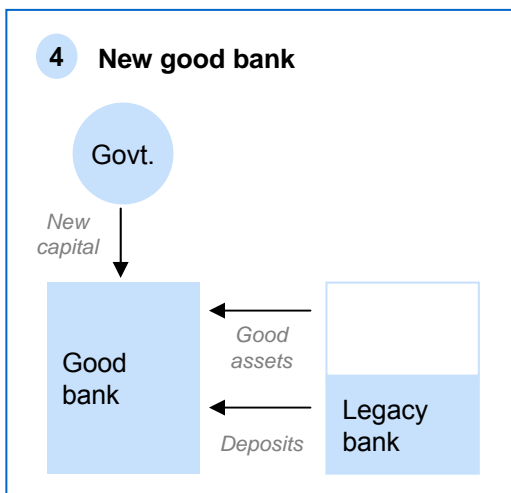 4 New good bank
Govt.
New
capital
Good
assets
Good
bank
Legacy
bank
Deposits